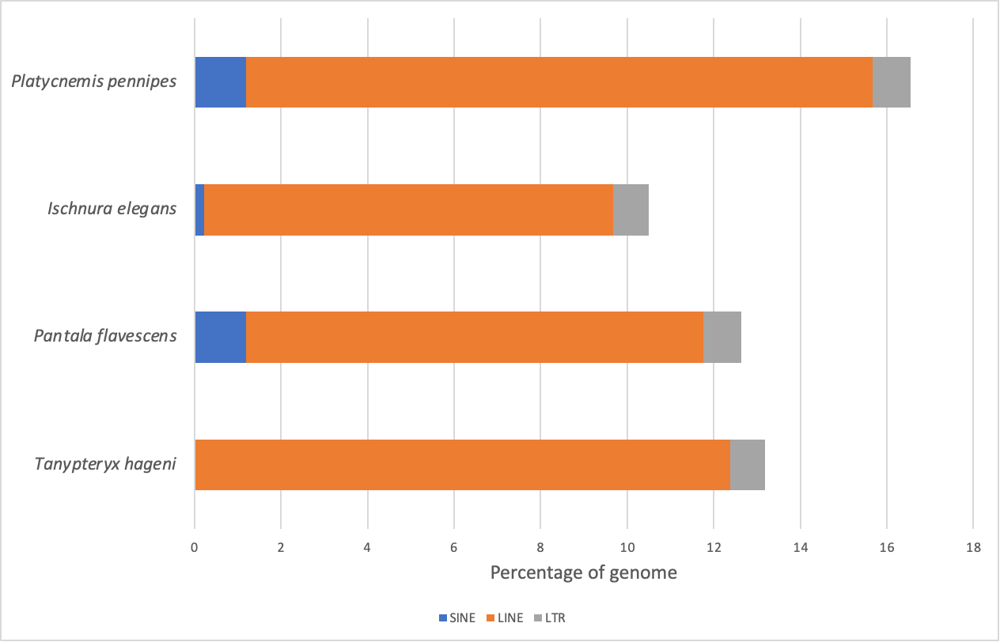 Platycnemis pennipes
Ischnura elegans
Pantala flavescens
Tanypteryx hageni
0 2 4 6 8 10 12 14 16 18
Percentage of genome
SINE LINE LTR